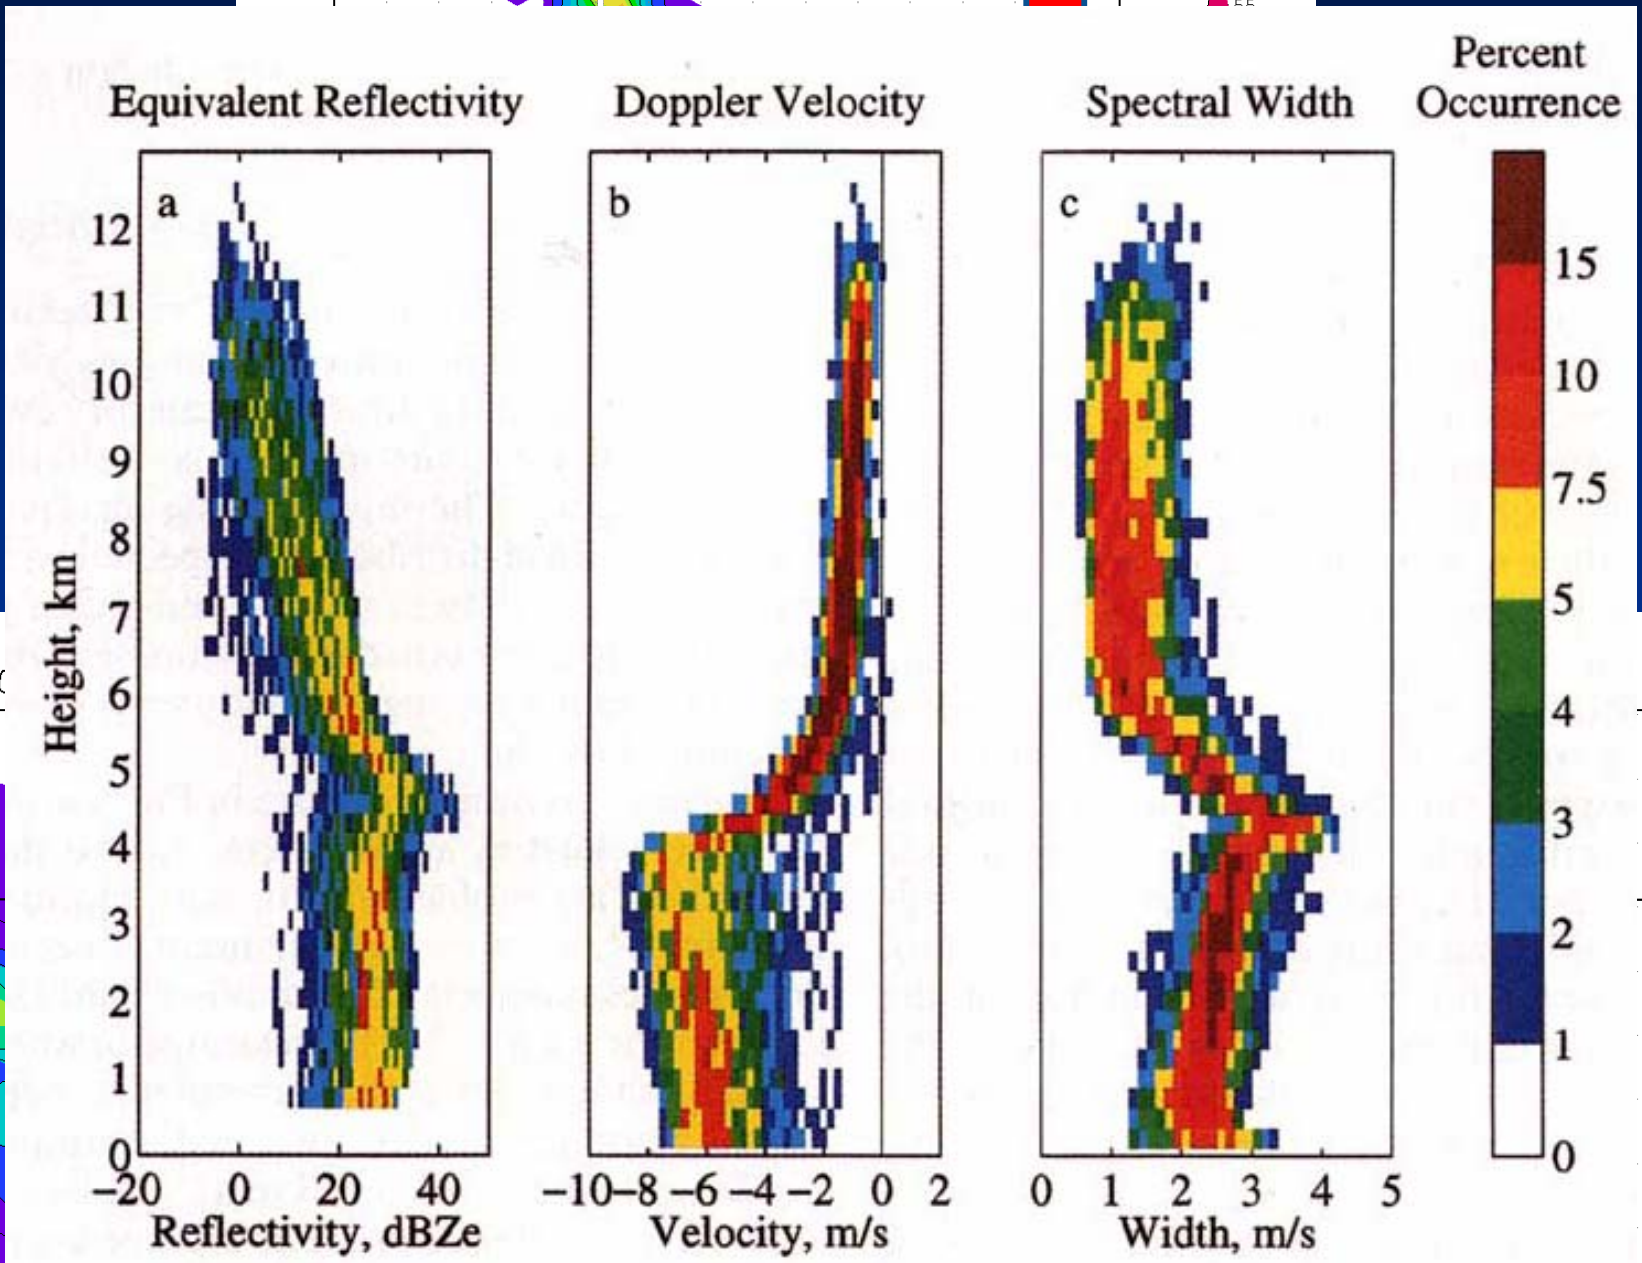 55
Percent
Occurrence
Equivalent Reflectivity
Doppler Velocity
Spectral Width
a
b
c
12
11
10
9
8
7
6
5
4
3
2
1
0
Height, km
−20 0 20 40
Reflectivity, dBZe
−10−8 −6 −4 −2 0 2
Velocity, m/s
0 1 2 3 4 5
Width, m/s
15
10
7.5
5
4
3
2
1
0